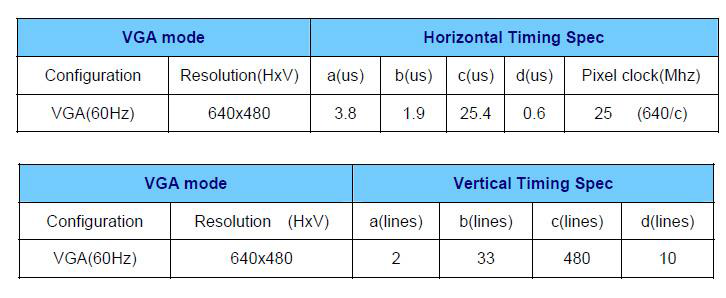 VGA mode Horizontal Timing Spec
Configuration Resolution(HxV) a(us) b(us) c(us) d(us) Pixel clock(Mhz)
VGA(60Hz) 640x480 3.8 1.9 25.4 0.6 25 (640/c)
VGA mode Vertical Timing Spec
Configuration Resolution (HxV) a(lines) b(lines) c(lines) d(lines)
VGA(60Hz) 640x480 2 33 480 10